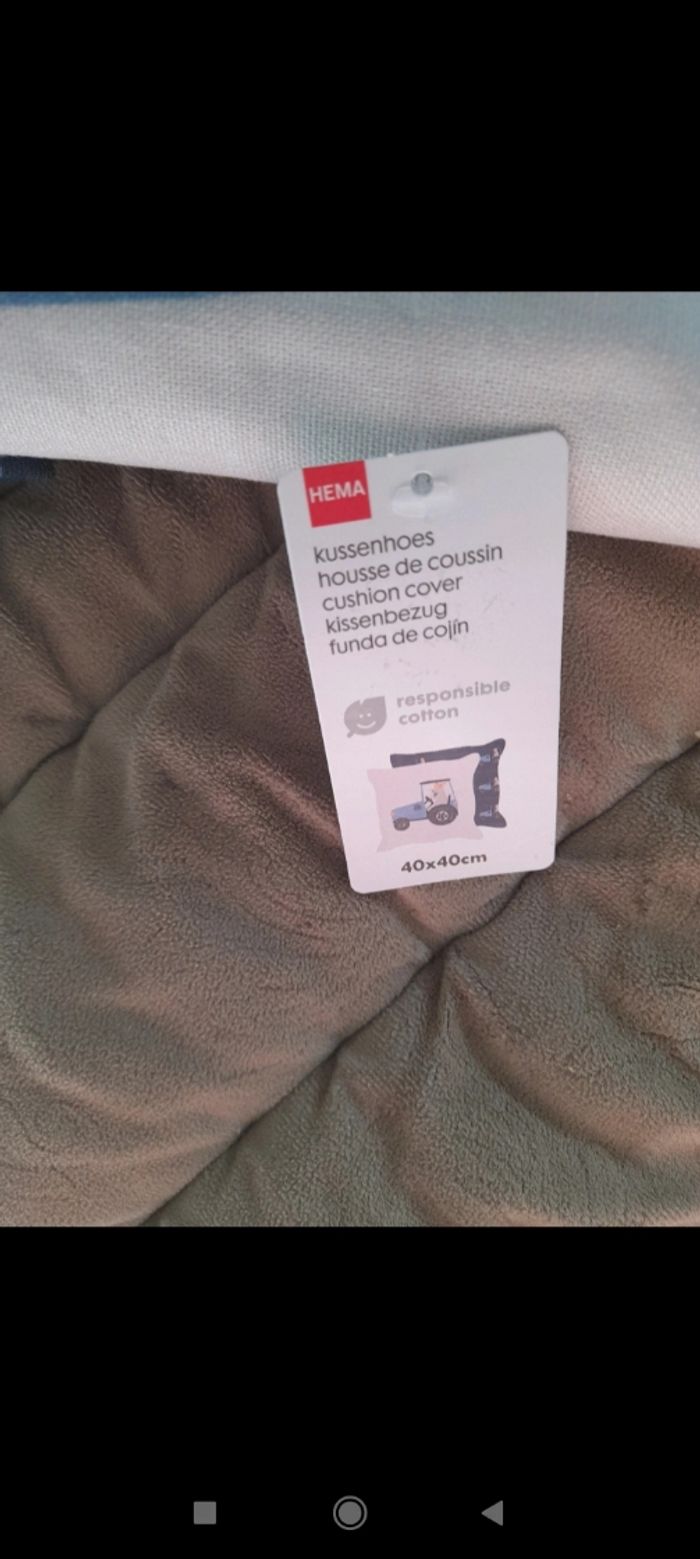 HEMA
kussenhoes
housse de coussin
cushion cover
kissenbezug
funda de cojín
responsible
cotton
40x40cm